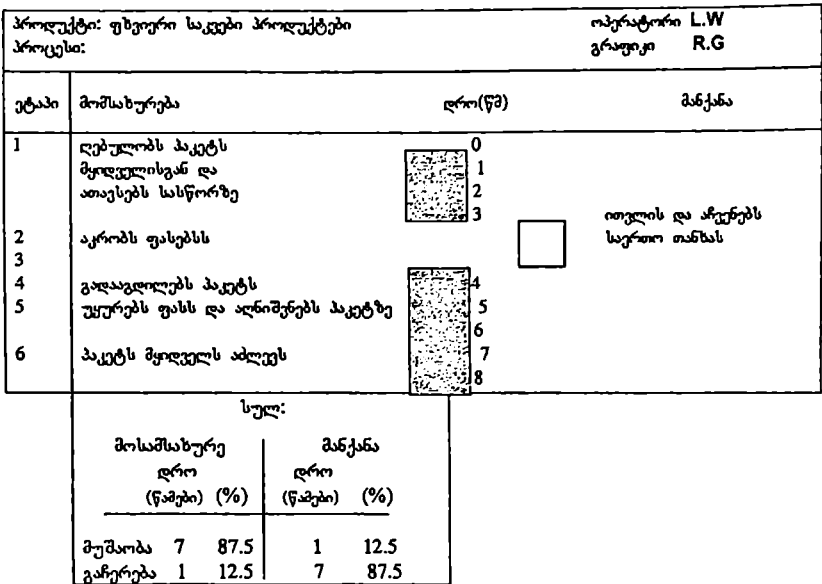 პროდუქტი: ფხვიერი საკვები პროდუქტები ოპერატორი L.W
პროცესი: გრაფიკი R.G
ეტაპი მომსახურება დრო(წმ) მანქანა
1 ღებულობს პაკეტს 0
მყიდველისგან და 1
ათავსებს სასწორზე 2
3
ითვლის და აჩვენებს
2 აკრობს ფასებსს საერთო თანხას
3
4 გადააგდილებს პაკეტს 4
5 უყურებს ფასს და აღნიშვნებს პაკეტზე 5
6
6 პაკეტს მყიდველს აძლევს 7
8
სულ:
მოსამსახურე მანქანა
დრო დრო
(წამები) (%) (წამები) (%)
მუშაობა 7 87.5 1 12.5
გაჩერება 1 12.5 7 87.5